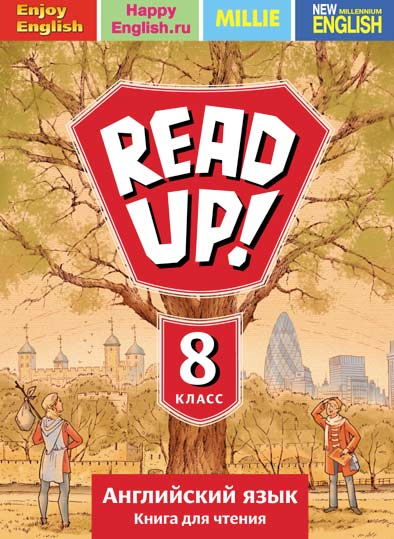 Enjoy
English
Happy
English.ru
MILLIE
NEW MILLENNIUM
ENGLISH
READ
UP!
8
КЛАСС
Английский язык
Книга для чтения